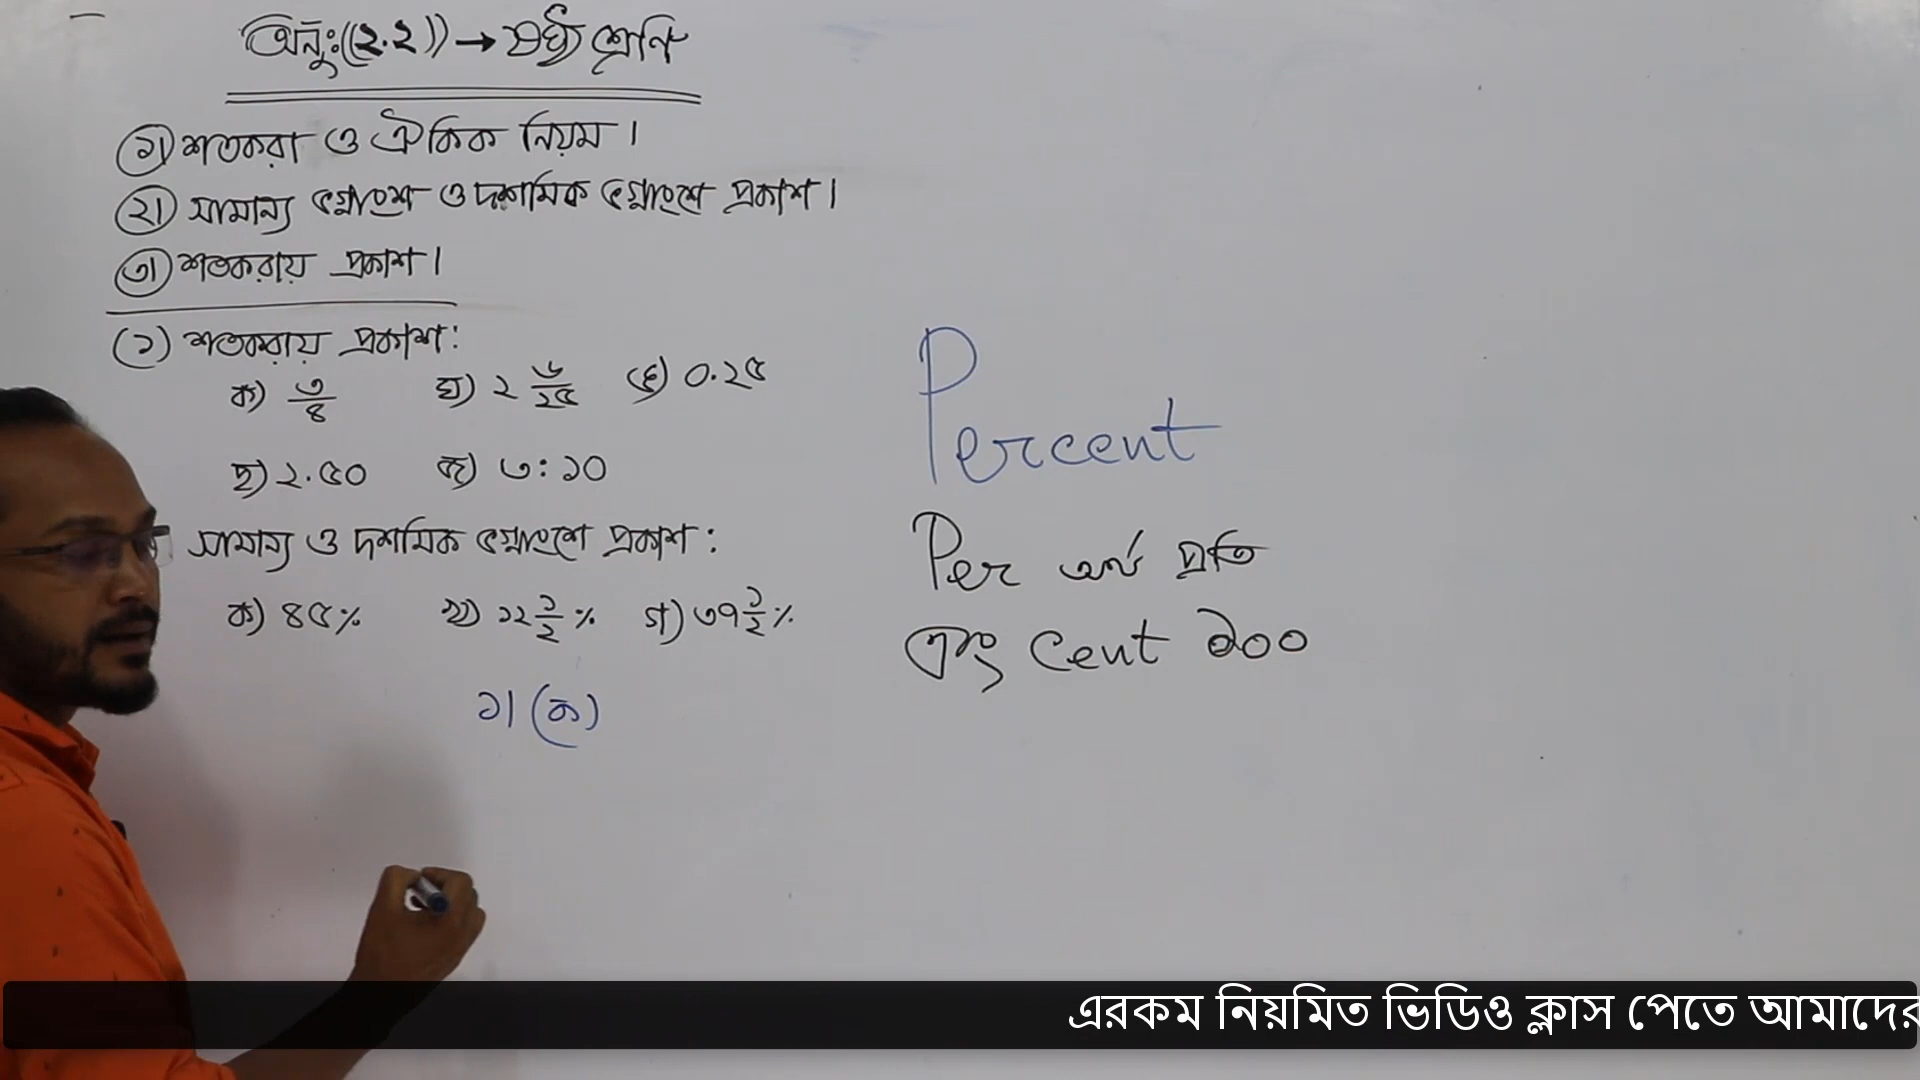 অনুঃ((২.২)) → ষষ্ঠ শ্রেণি
১। শতকরা ও ঐকিক নিয়ম।
২। সামান্য ভগ্নাংশ ও দশমিক ভগ্নাংশে প্রকাশ।
৩। শতকরায় প্রকাশ।
(১) শতকরায় প্রকাশ:
ক) ৩/৪ ঘ) ২ ৬/২৫ ঙ) ০.২৫
চ) ২.৫০ জ) ৩:১০
সামান্য ও দশমিক ভগ্নাংশে প্রকাশ:
ক) ৪৫% খ) ১২ ১/২ % গ) ৩৭ ১/২ %
১। (ক)
Percent
Per অর্থ প্রতি
এবং Cent ১০০
এরকম নিয়মিত ভিডিও ক্লাস পেতে আমাদের